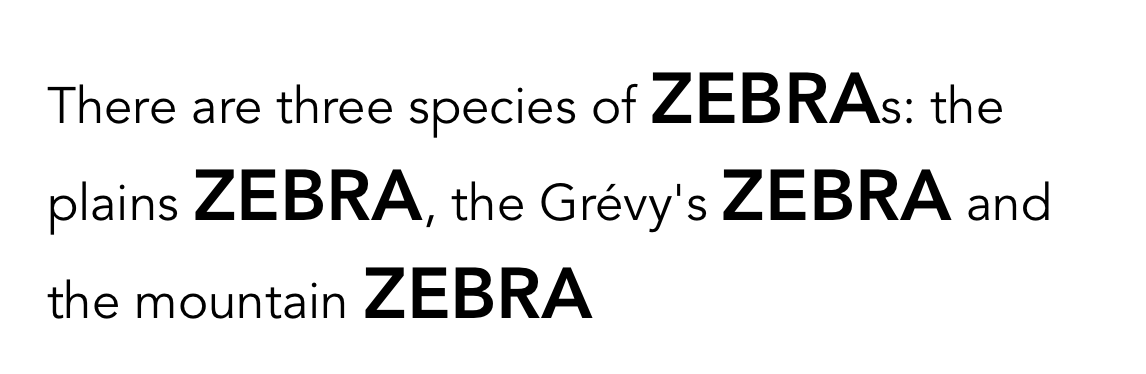 There are three species of ZEBRAs: the
plains ZEBRA, the Grévy's ZEBRA and
the mountain ZEBRA